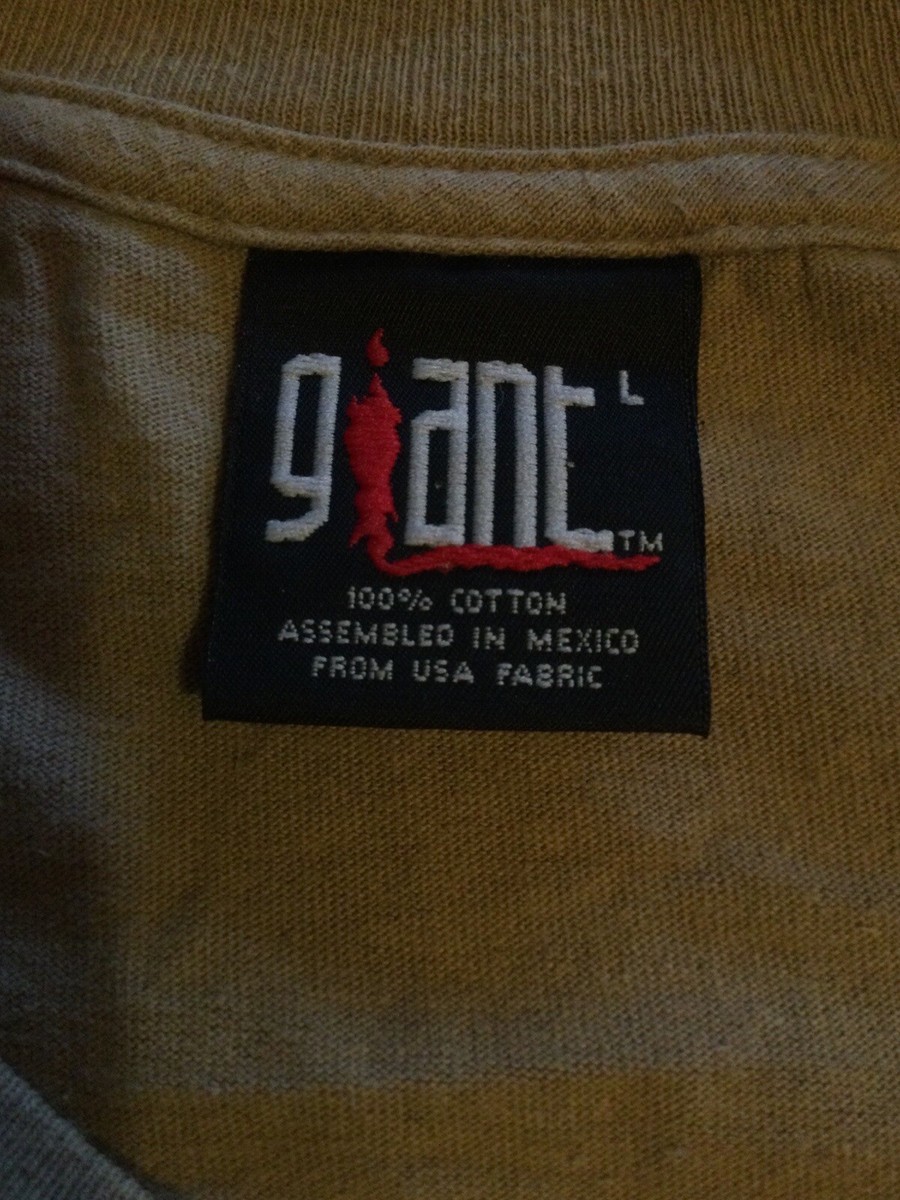 giant L
TM
100% COTTON
ASSEMBLED IN MEXICO
FROM USA FABRIC